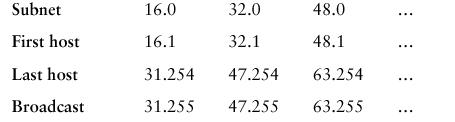 Subnet 16.0 32.0 48.0 ...
First host 16.1 32.1 48.1 ...
Last host 31.254 47.254 63.254 ...
Broadcast 31.255 47.255 63.255 ...